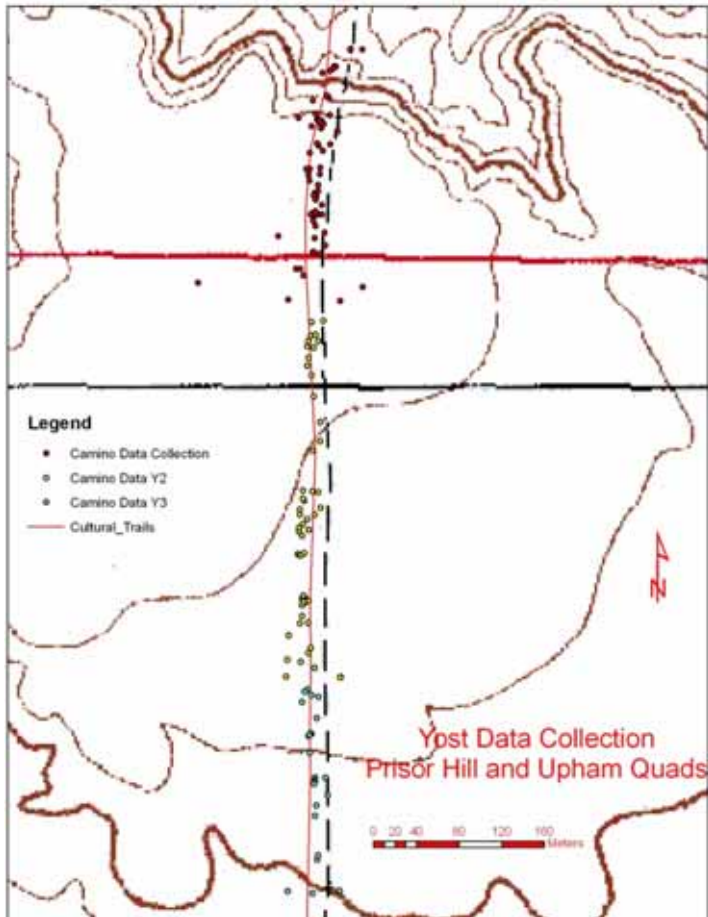 Legend
Camino Data Collection
Camino Data Y2
Camino Data Y3
Cultural_Trails
N
Yost Data Collection
Prisor Hill and Upham Quads
0 20 40 80 120 160
Meters